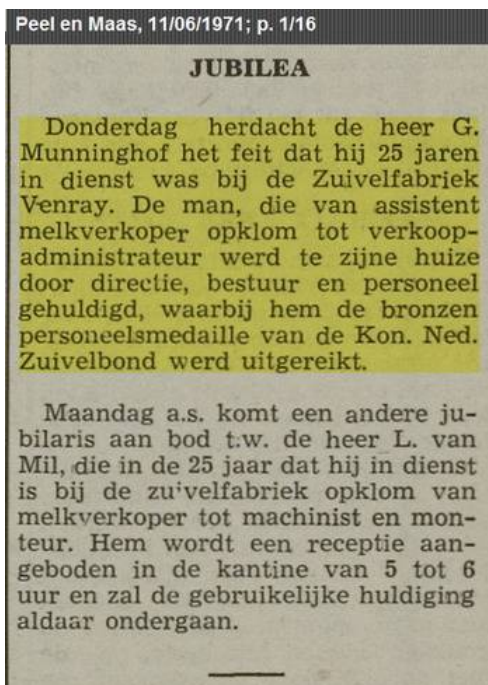 Peel en Maas, 11/06/1971; p. 1/16
JUBILEA
Donderdag herdacht de heer G.
Munninghof het feit dat hij 25 jaren
in dienst was bij de Zuivelfabriek
Venray. De man, die van assistent
melkverkoper opklom tot verkoop-
administrateur werd te zijne huize
door directie, bestuur en personeel
gehuldigd, waarbij hem de bronzen
personeelsmedaille van de Kon. Ned.
Zuivelbond werd uitgereikt.
Maandag a.s. komt een andere ju-
bilaris aan bod t.w. de heer L. van
Mil, die in de 25 jaar dat hij in dienst
is bij de zu'velfabriek opklom van
melkverkoper tot machinist en mon-
teur. Hem wordt een receptie aan-
geboden in de kantine van 5 tot 6
uur en zal de gebruikelijke huldiging
aldaar ondergaan.